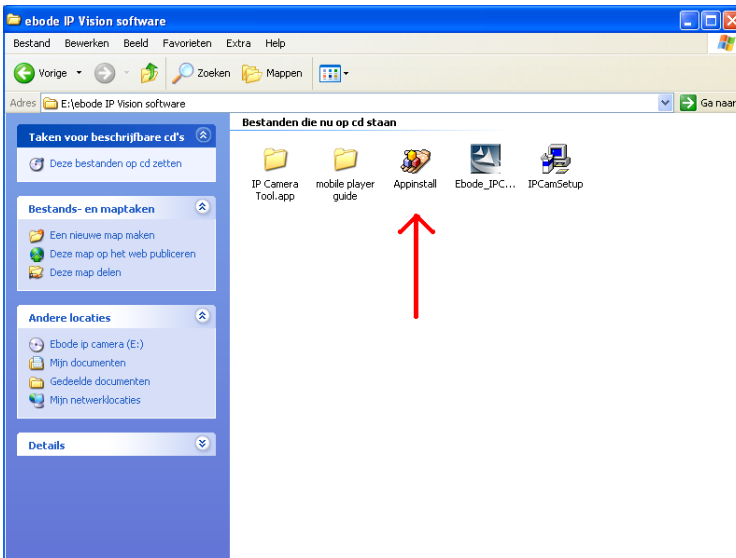 ebode IP Vision software
Bestand Bewerken Beeld Favorieten Extra Help
Vorige Zoeken Mappen
Adres E:\ebode IP Vision software Ga naar
Bestanden die nu op cd staan
Taken voor beschrijfbare cd's
Deze bestanden op cd zetten
IP Camera Tool.app
mobile player guide
Appinstall
Ebode_IPC...
IPCamSetup
Bestands- en maptaken
Een nieuwe map maken
Deze map op het web publiceren
Deze map delen
Andere locaties
Ebode ip camera (E:)
Mijn documenten
Gedeelde documenten
Mijn netwerklocaties
Details